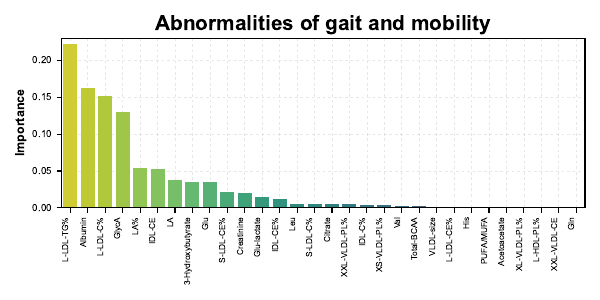 Abnormalities of gait and mobility
Importance
0.20
0.15
0.10
0.05
0.00
L-LDL-TG%
Albumin
L-LDL-C%
GlycA
LA%
IDL-CE
LA
3-Hydroxybutyrate
Glu
S-LDL-CE%
Creatinine
Glu-lactate
IDL-CE%
Leu
S-LDL-C%
Citrate
XXL-VLDL-PL%
IDL-C%
XS-VLDL-PL%
Val
Total-BCAA
VLDL-size
L-LDL-CE%
His
PUFA/MUFA
Acetoacetate
XL-VLDL-PL%
L-HDL-PL%
XXL-VLDL-CE
Gln